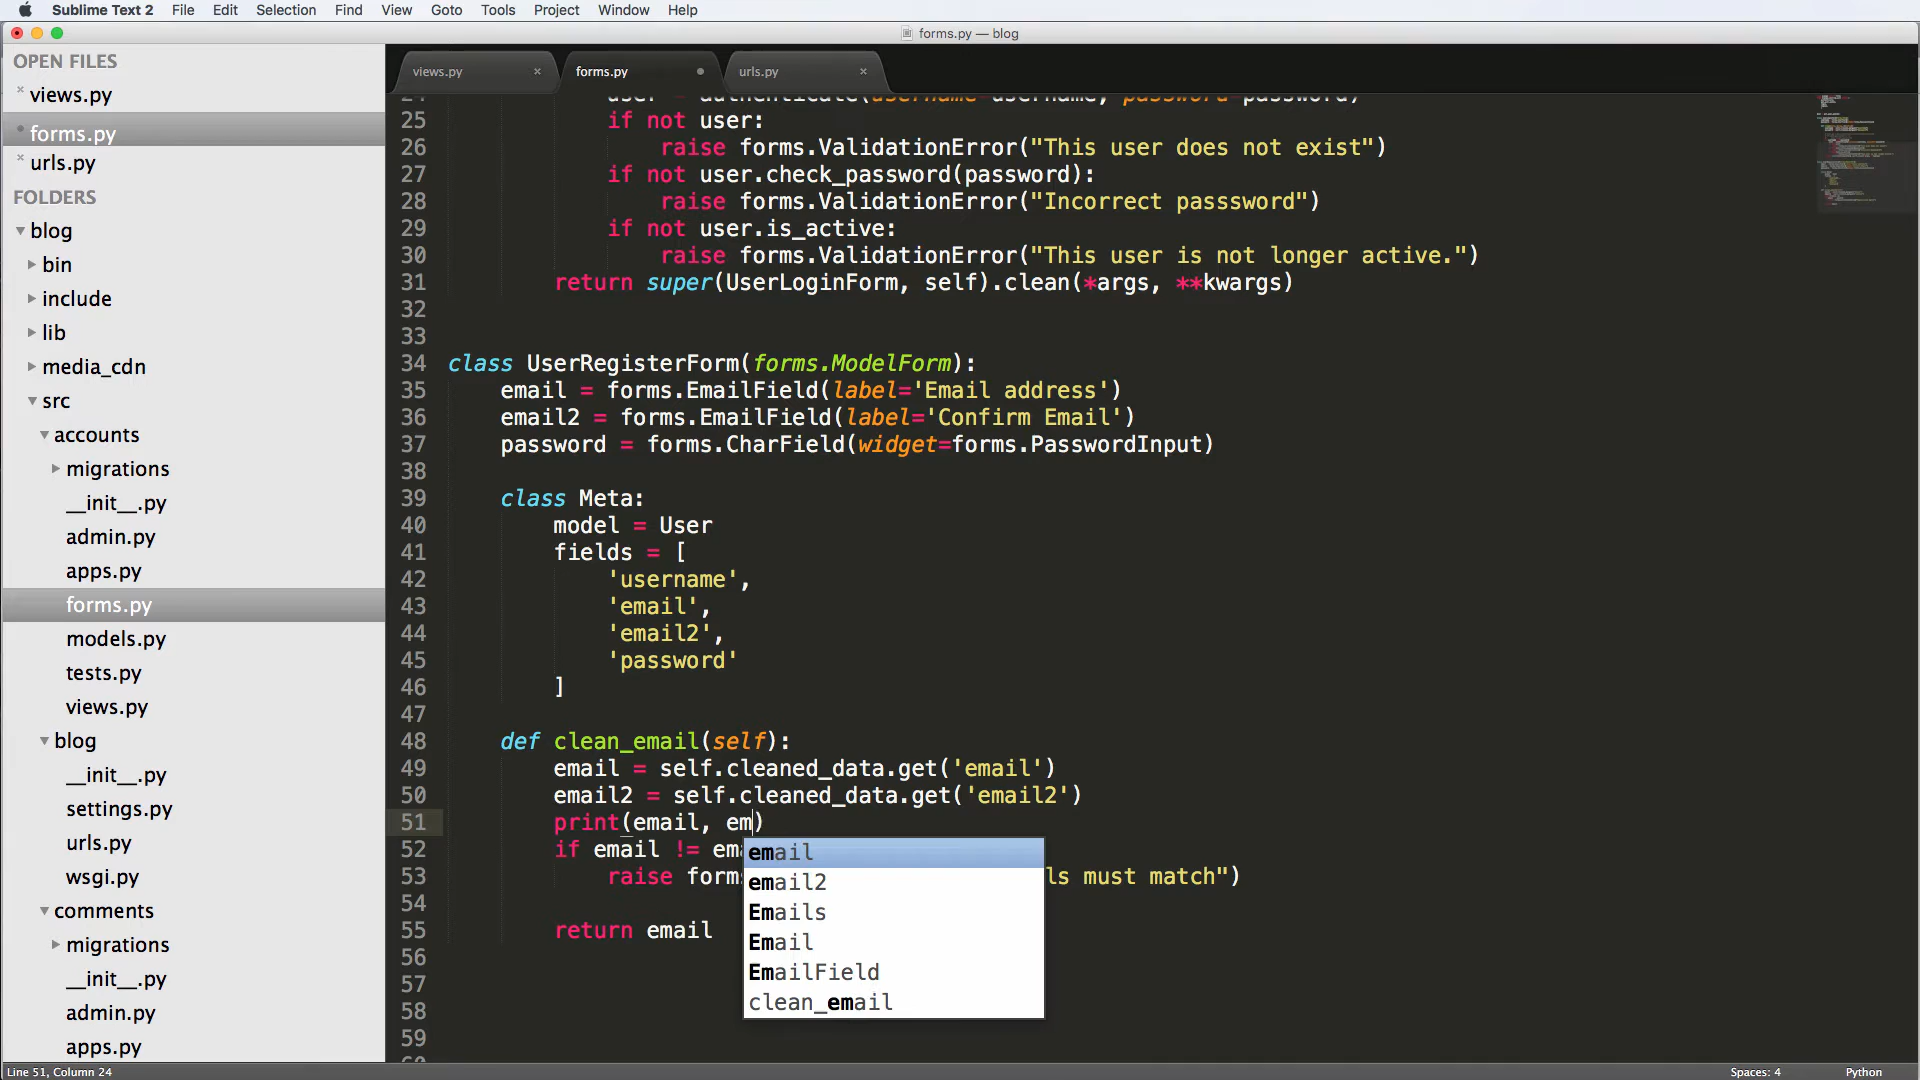 Sublime Text 2 File Edit Selection Find View Goto Tools Project Window Help
forms.py — blog
OPEN FILES
views.py
forms.py
urls.py
FOLDERS
blog
bin
include
lib
media_cdn
src
accounts
migrations
__init__.py
admin.py
apps.py
forms.py
models.py
tests.py
views.py
blog
__init__.py
settings.py
urls.py
wsgi.py
comments
migrations
__init__.py
admin.py
apps.py
views.py forms.py urls.py
24 user = authenticate(username=username, password=password)
25 if not user:
26 raise forms.ValidationError("This user does not exist")
27 if not user.check_password(password):
28 raise forms.ValidationError("Incorrect passsword")
29 if not user.is_active:
30 raise forms.ValidationError("This user is not longer active.")
31 return super(UserLoginForm, self).clean(*args, **kwargs)
32
33
34 class UserRegisterForm(forms.ModelForm):
35 email = forms.EmailField(label='Email address')
36 email2 = forms.EmailField(label='Confirm Email')
37 password = forms.CharField(widget=forms.PasswordInput)
38
39 class Meta:
40 model = User
41 fields = [
42 'username',
43 'email',
44 'email2',
45 'password'
46 ]
47
48 def clean_email(self):
49 email = self.cleaned_data.get('email')
50 email2 = self.cleaned_data.get('email2')
51 print(email, em)
52 if email != ema
53 raise form ls must match")
54
55 return email
56
57
58
59
email
email2
Emails
Email
EmailField
clean_email
Line 51, Column 24 Spaces: 4 Python